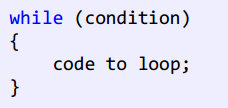 while (condition)
{
    code to loop;
}